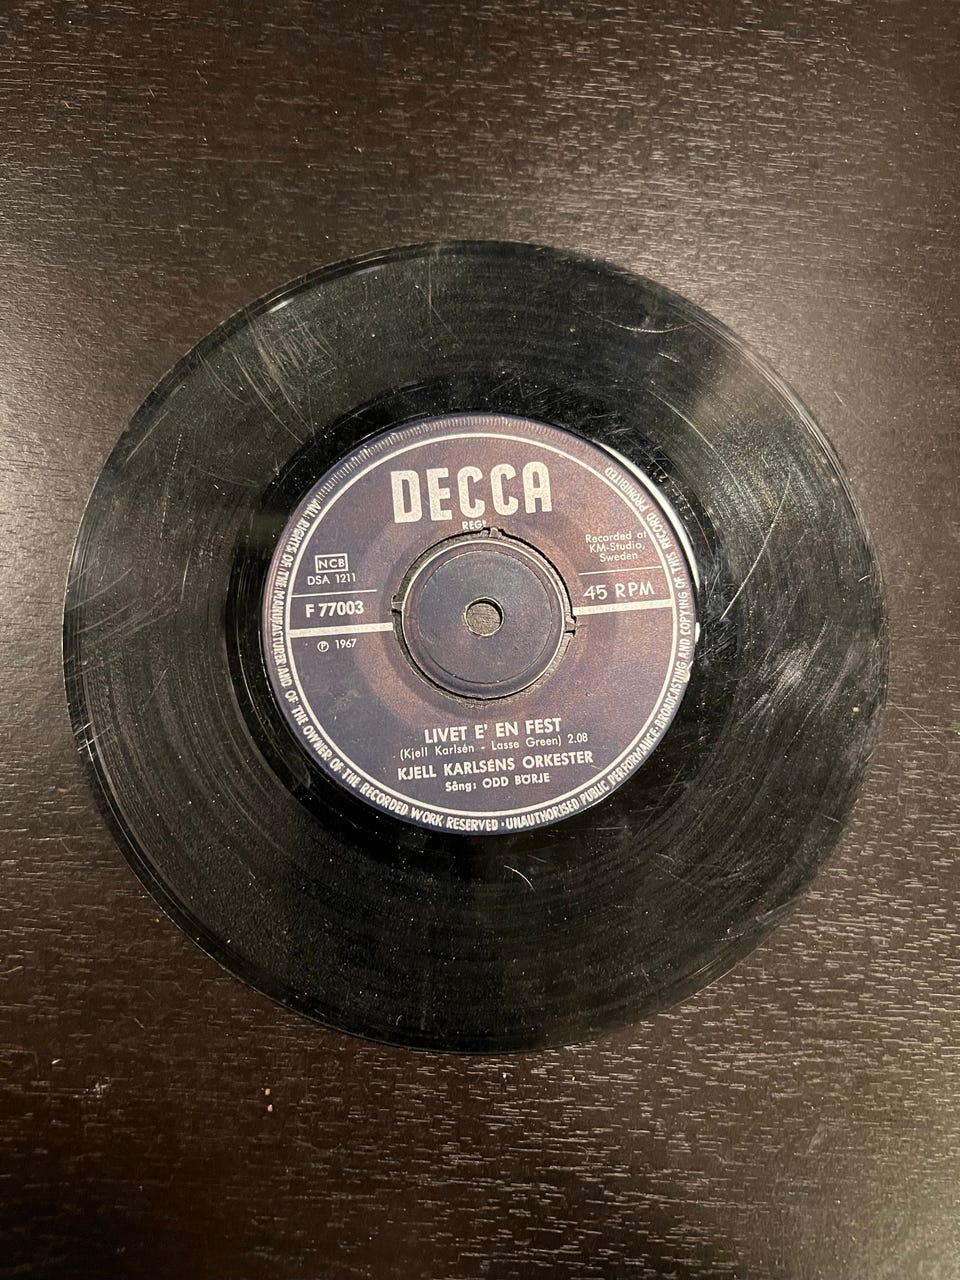 DECCA
REGᵈ
NCB
DSA 1211
F 77003
℗ 1967
Recorded at
KM-Studio,
Sweden
45 RPM
LIVET E' EN FEST
(Kjell Karlsén - Lasse Green) 2.08
KJELL KARLSÉNS ORKESTER
Sång: ODD BÖRJE
ALL RIGHTS OF THE MANUFACTURER AND OF THE OWNER OF THE RECORDED WORK RESERVED · UNAUTHORISED PUBLIC PERFORMANCE, BROADCASTING AND COPYING OF THIS RECORD PROHIBITED